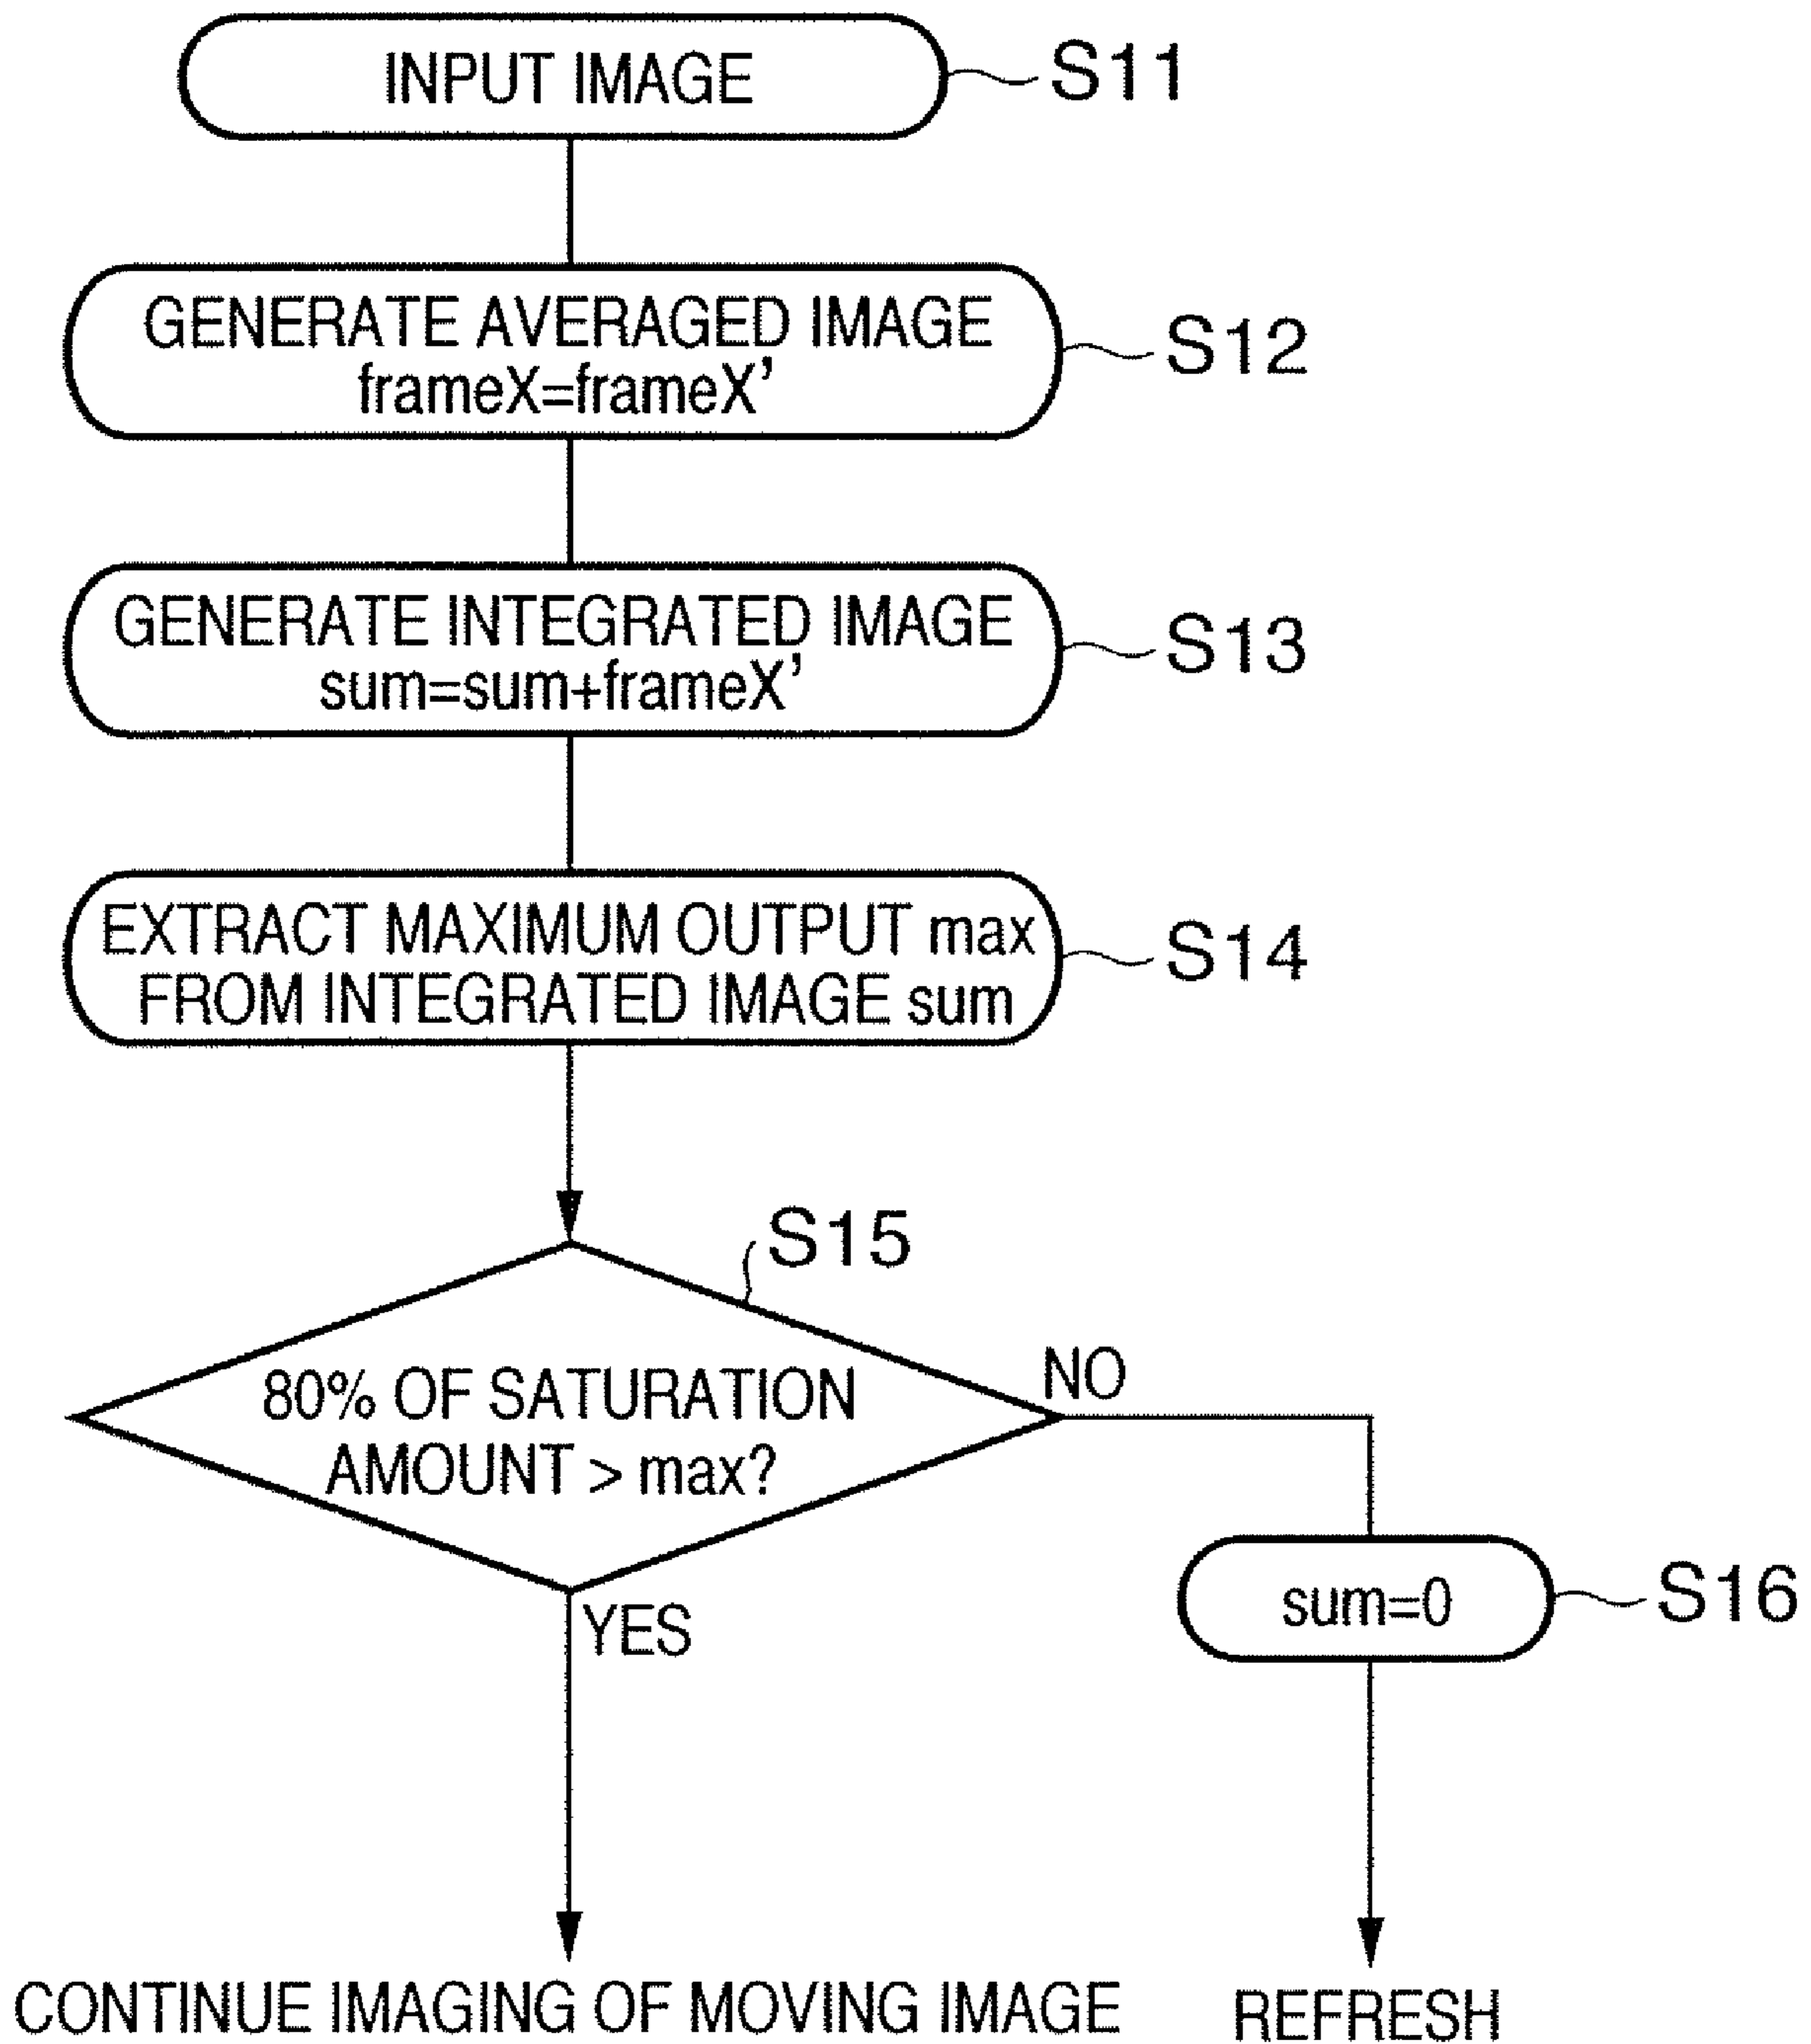 INPUT IMAGE
S11
GENERATE AVERAGED IMAGE
frameX=frameX’
S12
GENERATE INTEGRATED IMAGE
sum=sum+frameX’
S13
EXTRACT MAXIMUM OUTPUT max
FROM INTEGRATED IMAGE sum
S14
S15
80% OF SATURATION
AMOUNT > max?
NO
YES
sum=0
S16
CONTINUE IMAGING OF MOVING IMAGE
REFRESH